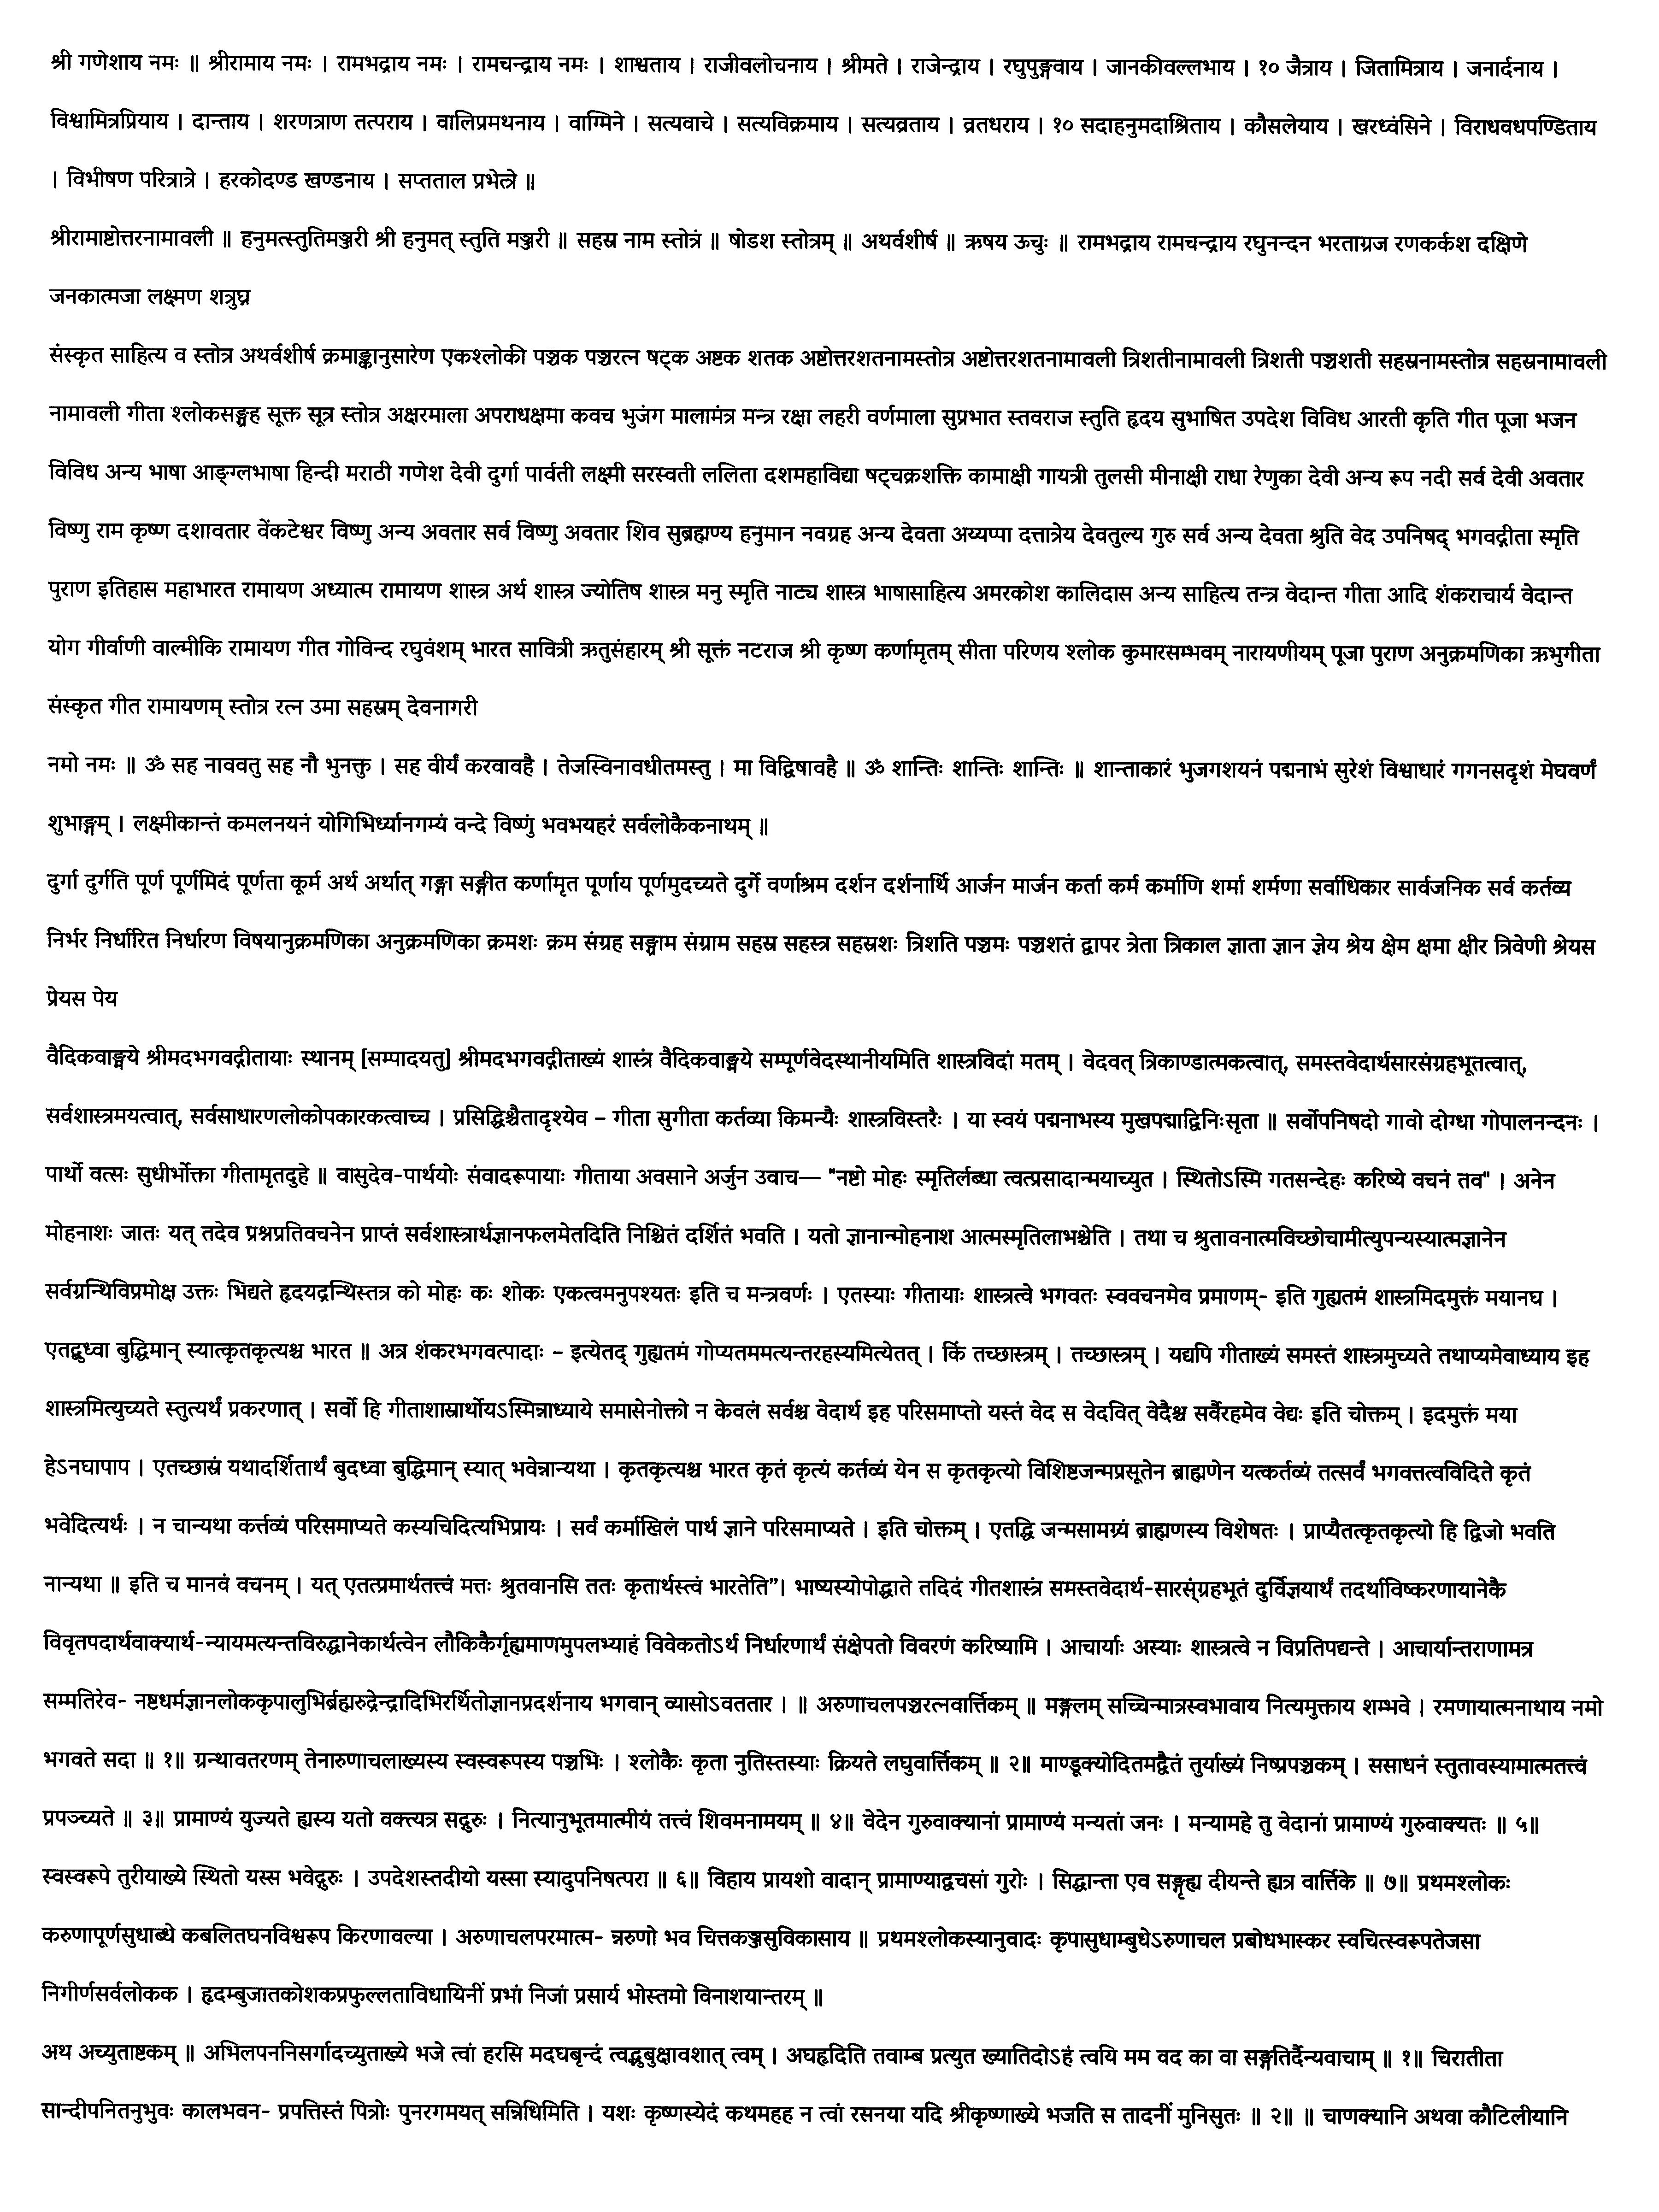 श्री गणेशाय नमः ॥ श्रीरामाय नमः । रामभद्राय नमः । रामचन्द्राय नमः । शाश्वताय । राजीवलोचनाय । श्रीमते । राजेन्द्राय । रघुपुङ्गवाय । जानकीवल्लभाय । १० जैत्राय । जितामित्राय । जनार्दनाय ।
विश्वामित्रप्रियाय । दान्ताय । शरणत्राण तत्पराय । वालिप्रमथनाय । वाग्मिने । सत्यवाचे । सत्यविक्रमाय । सत्यव्रताय । व्रतधराय । १० सदाहनुमदाश्रिताय । कौसलेयाय । खरध्वंसिने । विराधवधपण्डिताय
। विभीषण परित्रात्रे । हरकोदण्ड खण्डनाय । सप्तताल प्रभेत्त्रे ॥
श्रीरामाष्टोत्तरनामावली ॥ हनुमत्स्तुतिमञ्जरी श्री हनुमत् स्तुति मञ्जरी ॥ सहस्र नाम स्तोत्रं ॥ षोडश स्तोत्रम् ॥ अथर्वशीर्ष ॥ ऋषय ऊचुः ॥ रामभद्राय रामचन्द्राय रघुनन्दन भरताग्रज रणकर्कश दक्षिणे
जनकात्मजा लक्ष्मण शत्रुघ्न
संस्कृत साहित्य व स्तोत्र अथर्वशीर्ष क्रमाङ्कानुसारेण एकश्लोकी पञ्चक पञ्चरत्न षट्क अष्टक शतक अष्टोत्तरशतनामस्तोत्र अष्टोत्तरशतनामावली त्रिशतीनामावली त्रिशती पञ्चशती सहस्रनामस्तोत्र सहस्रनामावली
नामावली गीता श्लोकसङ्ग्रह सूक्त सूत्र स्तोत्र अक्षरमाला अपराधक्षमा कवच भुजंग मालामंत्र मन्त्र रक्षा लहरी वर्णमाला सुप्रभात स्तवराज स्तुति हृदय सुभाषित उपदेश विविध आरती कृति गीत पूजा भजन
विविध अन्य भाषा आङ्ग्लभाषा हिन्दी मराठी गणेश देवी दुर्गा पार्वती लक्ष्मी सरस्वती ललिता दशमहाविद्या षट्चक्रशक्ति कामाक्षी गायत्री तुलसी मीनाक्षी राधा रेणुका देवी अन्य रूप नदी सर्व देवी अवतार
विष्णु राम कृष्ण दशावतार वेंकटेश्वर विष्णु अन्य अवतार सर्व विष्णु अवतार शिव सुब्रह्मण्य हनुमान नवग्रह अन्य देवता अय्यप्पा दत्तात्रेय देवतुल्य गुरु सर्व अन्य देवता श्रुति वेद उपनिषद् भगवद्गीता स्मृति
पुराण इतिहास महाभारत रामायण अध्यात्म रामायण शास्त्र अर्थ शास्त्र ज्योतिष शास्त्र मनु स्मृति नाट्य शास्त्र भाषासाहित्य अमरकोश कालिदास अन्य साहित्य तन्त्र वेदान्त गीता आदि शंकराचार्य वेदान्त
योग गीर्वाणी वाल्मीकि रामायण गीत गोविन्द रघुवंशम् भारत सावित्री ऋतुसंहारम् श्री सूक्तं नटराज श्री कृष्ण कर्णामृतम् सीता परिणय श्लोक कुमारसम्भवम् नारायणीयम् पूजा पुराण अनुक्रमणिका ऋभुगीता
संस्कृत गीत रामायणम् स्तोत्र रत्न उमा सहस्रम् देवनागरी
नमो नमः ॥ ॐ सह नाववतु सह नौ भुनक्तु । सह वीर्यं करवावहै । तेजस्विनावधीतमस्तु । मा विद्विषावहै ॥ ॐ शान्तिः शान्तिः शान्तिः ॥ शान्ताकारं भुजगशयनं पद्मनाभं सुरेशं विश्वाधारं गगनसदृशं मेघवर्णं
शुभाङ्गम् । लक्ष्मीकान्तं कमलनयनं योगिभिर्ध्यानगम्यं वन्दे विष्णुं भवभयहरं सर्वलोकैकनाथम् ॥
दुर्गा दुर्गति पूर्ण पूर्णमिदं पूर्णता कूर्म अर्थ अर्थात् गङ्गा सङ्गीत कर्णामृत पूर्णाय पूर्णमुदच्यते दुर्गे वर्णाश्रम दर्शन दर्शनार्थि आर्जन मार्जन कर्ता कर्म कर्माणि शर्मा शर्मणा सर्वाधिकार सार्वजनिक सर्व कर्तव्य
निर्भर निर्धारित निर्धारण विषयानुक्रमणिका अनुक्रमणिका क्रमशः क्रम संग्रह सङ्ग्राम संग्राम सहस्र सहस्त्र सहस्रशः त्रिशति पञ्चमः पञ्चशतं द्वापर त्रेता त्रिकाल ज्ञाता ज्ञान ज्ञेय श्रेय क्षेम क्षमा क्षीर त्रिवेणी श्रेयस
प्रेयस पेय
वैदिकवाङ्मये श्रीमदभगवद्गीतायाः स्थानम् [सम्पादयतु] श्रीमदभगवद्गीताख्यं शास्त्रं वैदिकवाङ्मये सम्पूर्णवेदस्थानीयमिति शास्त्रविदां मतम् । वेदवत् त्रिकाण्डात्मकत्वात्, समस्तवेदार्थसारसंग्रहभूतत्वात्,
सर्वशास्त्रमयत्वात्, सर्वसाधारणलोकोपकारकत्वाच्च । प्रसिद्धिश्चैतादृश्येव – गीता सुगीता कर्तव्या किमन्यैः शास्त्रविस्तरैः । या स्वयं पद्मनाभस्य मुखपद्माद्विनिःसृता ॥ सर्वोपनिषदो गावो दोग्धा गोपालनन्दनः ।
पार्थो वत्सः सुधीर्भोक्ता गीतामृतदुहे ॥ वासुदेव-पार्थयोः संवादरूपायाः गीताया अवसाने अर्जुन उवाच— "नष्टो मोहः स्मृतिर्लब्धा त्वत्प्रसादान्मयाच्युत । स्थितोऽस्मि गतसन्देहः करिष्ये वचनं तव" । अनेन
मोहनाशः जातः यत् तदेव प्रश्नप्रतिवचनेन प्राप्तं सर्वशास्त्रार्थज्ञानफलमेतदिति निश्चितं दर्शितं भवति । यतो ज्ञानान्मोहनाश आत्मस्मृतिलाभश्चेति । तथा च श्रुतावनात्मविच्छोचामीत्युपन्यस्यात्मज्ञानेन
सर्वग्रन्थिविप्रमोक्ष उक्तः भिद्यते हृदयद्रन्थिस्तत्र को मोहः कः शोकः एकत्वमनुपश्यतः इति च मन्त्रवर्णः । एतस्याः गीतायाः शास्त्रत्वे भगवतः स्ववचनमेव प्रमाणम्- इति गुह्यतमं शास्त्रमिदमुक्तं मयानघ ।
एतद्बुध्वा बुद्धिमान् स्यात्कृतकृत्यश्च भारत ॥ अत्र शंकरभगवत्पादाः – इत्येतद् गुह्यतमं गोप्यतममत्यन्तरहस्यमित्येतत् । किं तच्छास्त्रम् । तच्छास्त्रम् । यद्यपि गीताख्यं समस्तं शास्त्रमुच्यते तथाप्यमेवाध्याय इह
शास्त्रमित्युच्यते स्तुत्यर्थं प्रकरणात् । सर्वो हि गीताशास्रार्थोयऽस्मिन्नाध्याये समासेनोक्तो न केवलं सर्वश्च वेदार्थ इह परिसमाप्तो यस्तं वेद स वेदवित् वेदैश्च सर्वैरहमेव वेद्यः इति चोक्तम् । इदमुक्तं मया
हेऽनघापाप । एतच्छास्रं यथादर्शितार्थं बुदध्वा बुद्धिमान् स्यात् भवेन्नान्यथा । कृतकृत्यश्च भारत कृतं कृत्यं कर्तव्यं येन स कृतकृत्यो विशिष्टजन्मप्रसूतेन ब्राह्मणेन यत्कर्तव्यं तत्सर्वं भगवत्तत्वविदिते कृतं
भवेदित्यर्थः । न चान्यथा कर्त्तव्यं परिसमाप्यते कस्यचिदित्यभिप्रायः । सर्वं कर्माखिलं पार्थ ज्ञाने परिसमाप्यते । इति चोक्तम् । एतद्धि जन्मसामग्र्यं ब्राह्मणस्य विशेषतः । प्राप्यैतत्कृतकृत्यो हि द्विजो भवति
नान्यथा ॥ इति च मानवं वचनम् । यत् एतत्प्रमार्थतत्त्वं मत्तः श्रुतवानसि ततः कृतार्थस्त्वं भारतेति”। भाष्यस्योपोद्धाते तदिदं गीतशास्त्रं समस्तवेदार्थ-सारस्ंग्रहभूतं दुर्विज्ञयार्थं तदर्थाविष्करणायानेकै
विवृतपदार्थवाक्यार्थ-न्यायमत्यन्तविरुद्धानेकार्थत्वेन लौकिकैर्गृह्यमाणमुपलभ्याहं विवेकतोऽर्थ निर्धारणार्थं संक्षेपतो विवरणं करिष्यामि । आचार्याः अस्याः शास्त्रत्वे न विप्रतिपद्यन्ते । आचार्यान्तराणामत्र
सम्मतिरेव- नष्टधर्मज्ञानलोककृपालुभिर्ब्रह्मरुद्रेन्द्रादिभिरर्थितोज्ञानप्रदर्शनाय भगवान् व्यासोऽवततार । ॥ अरुणाचलपञ्चरत्नवार्त्तिकम् ॥ मङ्गलम् सच्चिन्मात्रस्वभावाय नित्यमुक्ताय शम्भवे । रमणायात्मनाथाय नमो
भगवते सदा ॥ १॥ ग्रन्थावतरणम् तेनारुणाचलाख्यस्य स्वस्वरूपस्य पञ्चभिः । श्लोकैः कृता नुतिस्तस्याः क्रियते लघुवार्त्तिकम् ॥ २॥ माण्डूक्योदितमद्वैतं तुर्याख्यं निष्प्रपञ्चकम् । ससाधनं स्तुतावस्यामात्मतत्त्वं
प्रपञ्च्यते ॥ ३॥ प्रामाण्यं युज्यते ह्यस्य यतो वक्त्यत्र सद्गुरुः । नित्यानुभूतमात्मीयं तत्त्वं शिवमनामयम् ॥ ४॥ वेदेन गुरुवाक्यानां प्रामाण्यं मन्यतां जनः । मन्यामहे तु वेदानां प्रामाण्यं गुरुवाक्यतः ॥ ५॥
स्वस्वरूपे तुरीयाख्ये स्थितो यस्स भवेद्गुरुः । उपदेशस्तदीयो यस्सा स्यादुपनिषत्परा ॥ ६॥ विहाय प्रायशो वादान् प्रामाण्याद्वचसां गुरोः । सिद्धान्ता एव सङ्गृह्य दीयन्ते ह्यत्र वार्त्तिके ॥ ७॥ प्रथमश्लोकः
करुणापूर्णसुधाब्धे कबलितघनविश्वरूप किरणावल्या । अरुणाचलपरमात्म- न्नरुणो भव चित्तकञ्जसुविकासाय ॥ प्रथमश्लोकस्यानुवादः कृपासुधाम्बुधेऽरुणाचल प्रबोधभास्कर स्वचित्स्वरूपतेजसा
निगीर्णसर्वलोकक । हृदम्बुजातकोशकप्रफुल्लताविधायिनीं प्रभां निजां प्रसार्य भोस्तमो विनाशयान्तरम् ॥
अथ अच्युताष्टकम् ॥ अभिलपननिसर्गादच्युताख्ये भजे त्वां हरसि मदघबृन्दं त्वद्भुबुक्षावशात् त्वम् । अघहृदिति तवाम्ब प्रत्युत ख्यातिदोऽहं त्वयि मम वद का वा सङ्गतिर्दैन्यवाचाम् ॥ १॥ चिरातीता
सान्दीपनितनुभुवः कालभवन- प्रपत्तिस्तं पित्रोः पुनरगमयत् सन्निधिमिति । यशः कृष्णस्येदं कथमहह न त्वां रसनया यदि श्रीकृष्णाख्ये भजति स तादनीं मुनिसुतः ॥ २॥ ॥ चाणक्यानि अथवा कौटिलीयानि